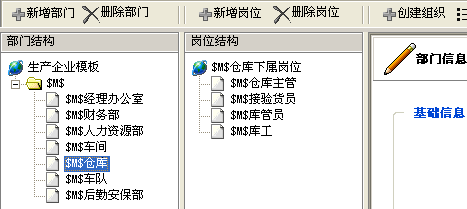 新增部门 删除部门 新增岗位 删除岗位 创建组织
部门结构
生产企业模板
$M$
$M$经理办公室
$M$财务部
$M$人力资源部
$M$车间
$M$仓库
$M$车队
$M$后勤安保部
岗位结构
$M$仓库下属岗位
$M$仓库主管
$M$接验货员
$M$库管员
$M$库工
部门信息
基础信息